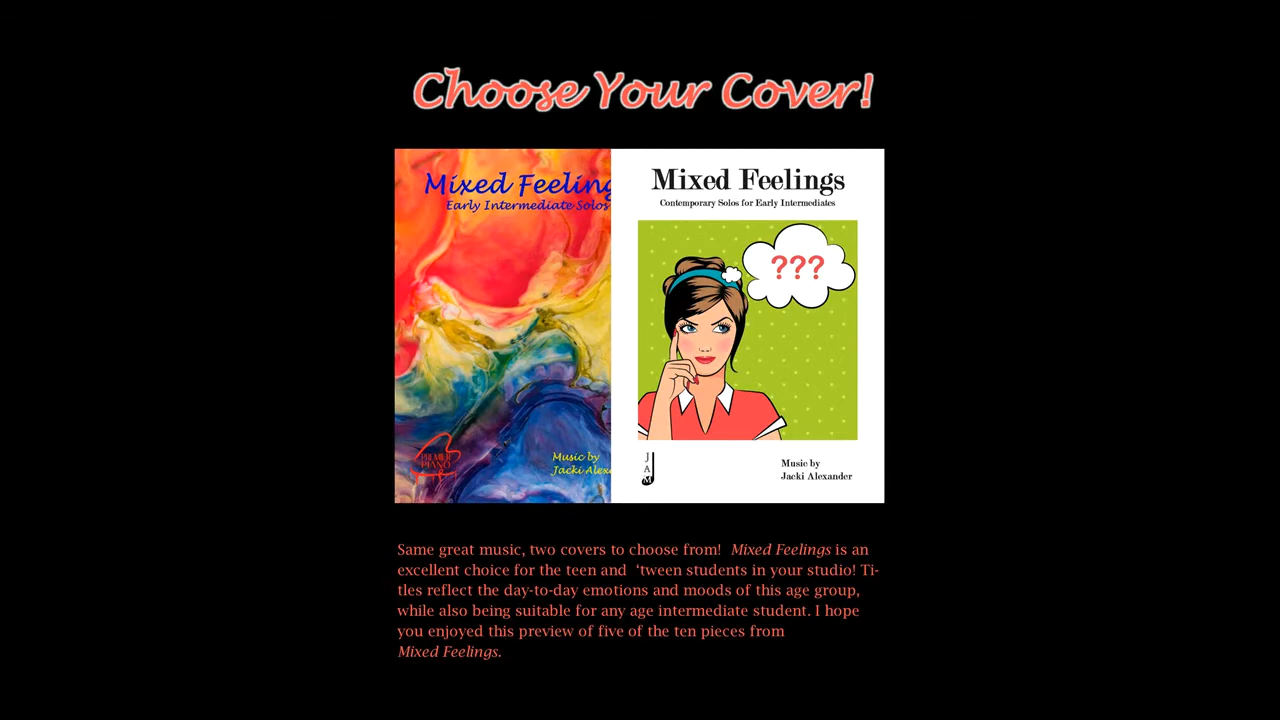 Choose Your Cover!
Mixed Feeling
Early Intermediate Solos
PREMIER
PIANO
Music by
Jacki Alex
Mixed Feelings
Contemporary Solos for Early Intermediates
???
JAM
Music by
Jacki Alexander
Same great music, two covers to choose from!  Mixed Feelings is an
excellent choice for the teen and  ‘tween students in your studio! Ti-
tles reflect the day-to-day emotions and moods of this age group,
while also being suitable for any age intermediate student. I hope
you enjoyed this preview of five of the ten pieces from
Mixed Feelings.